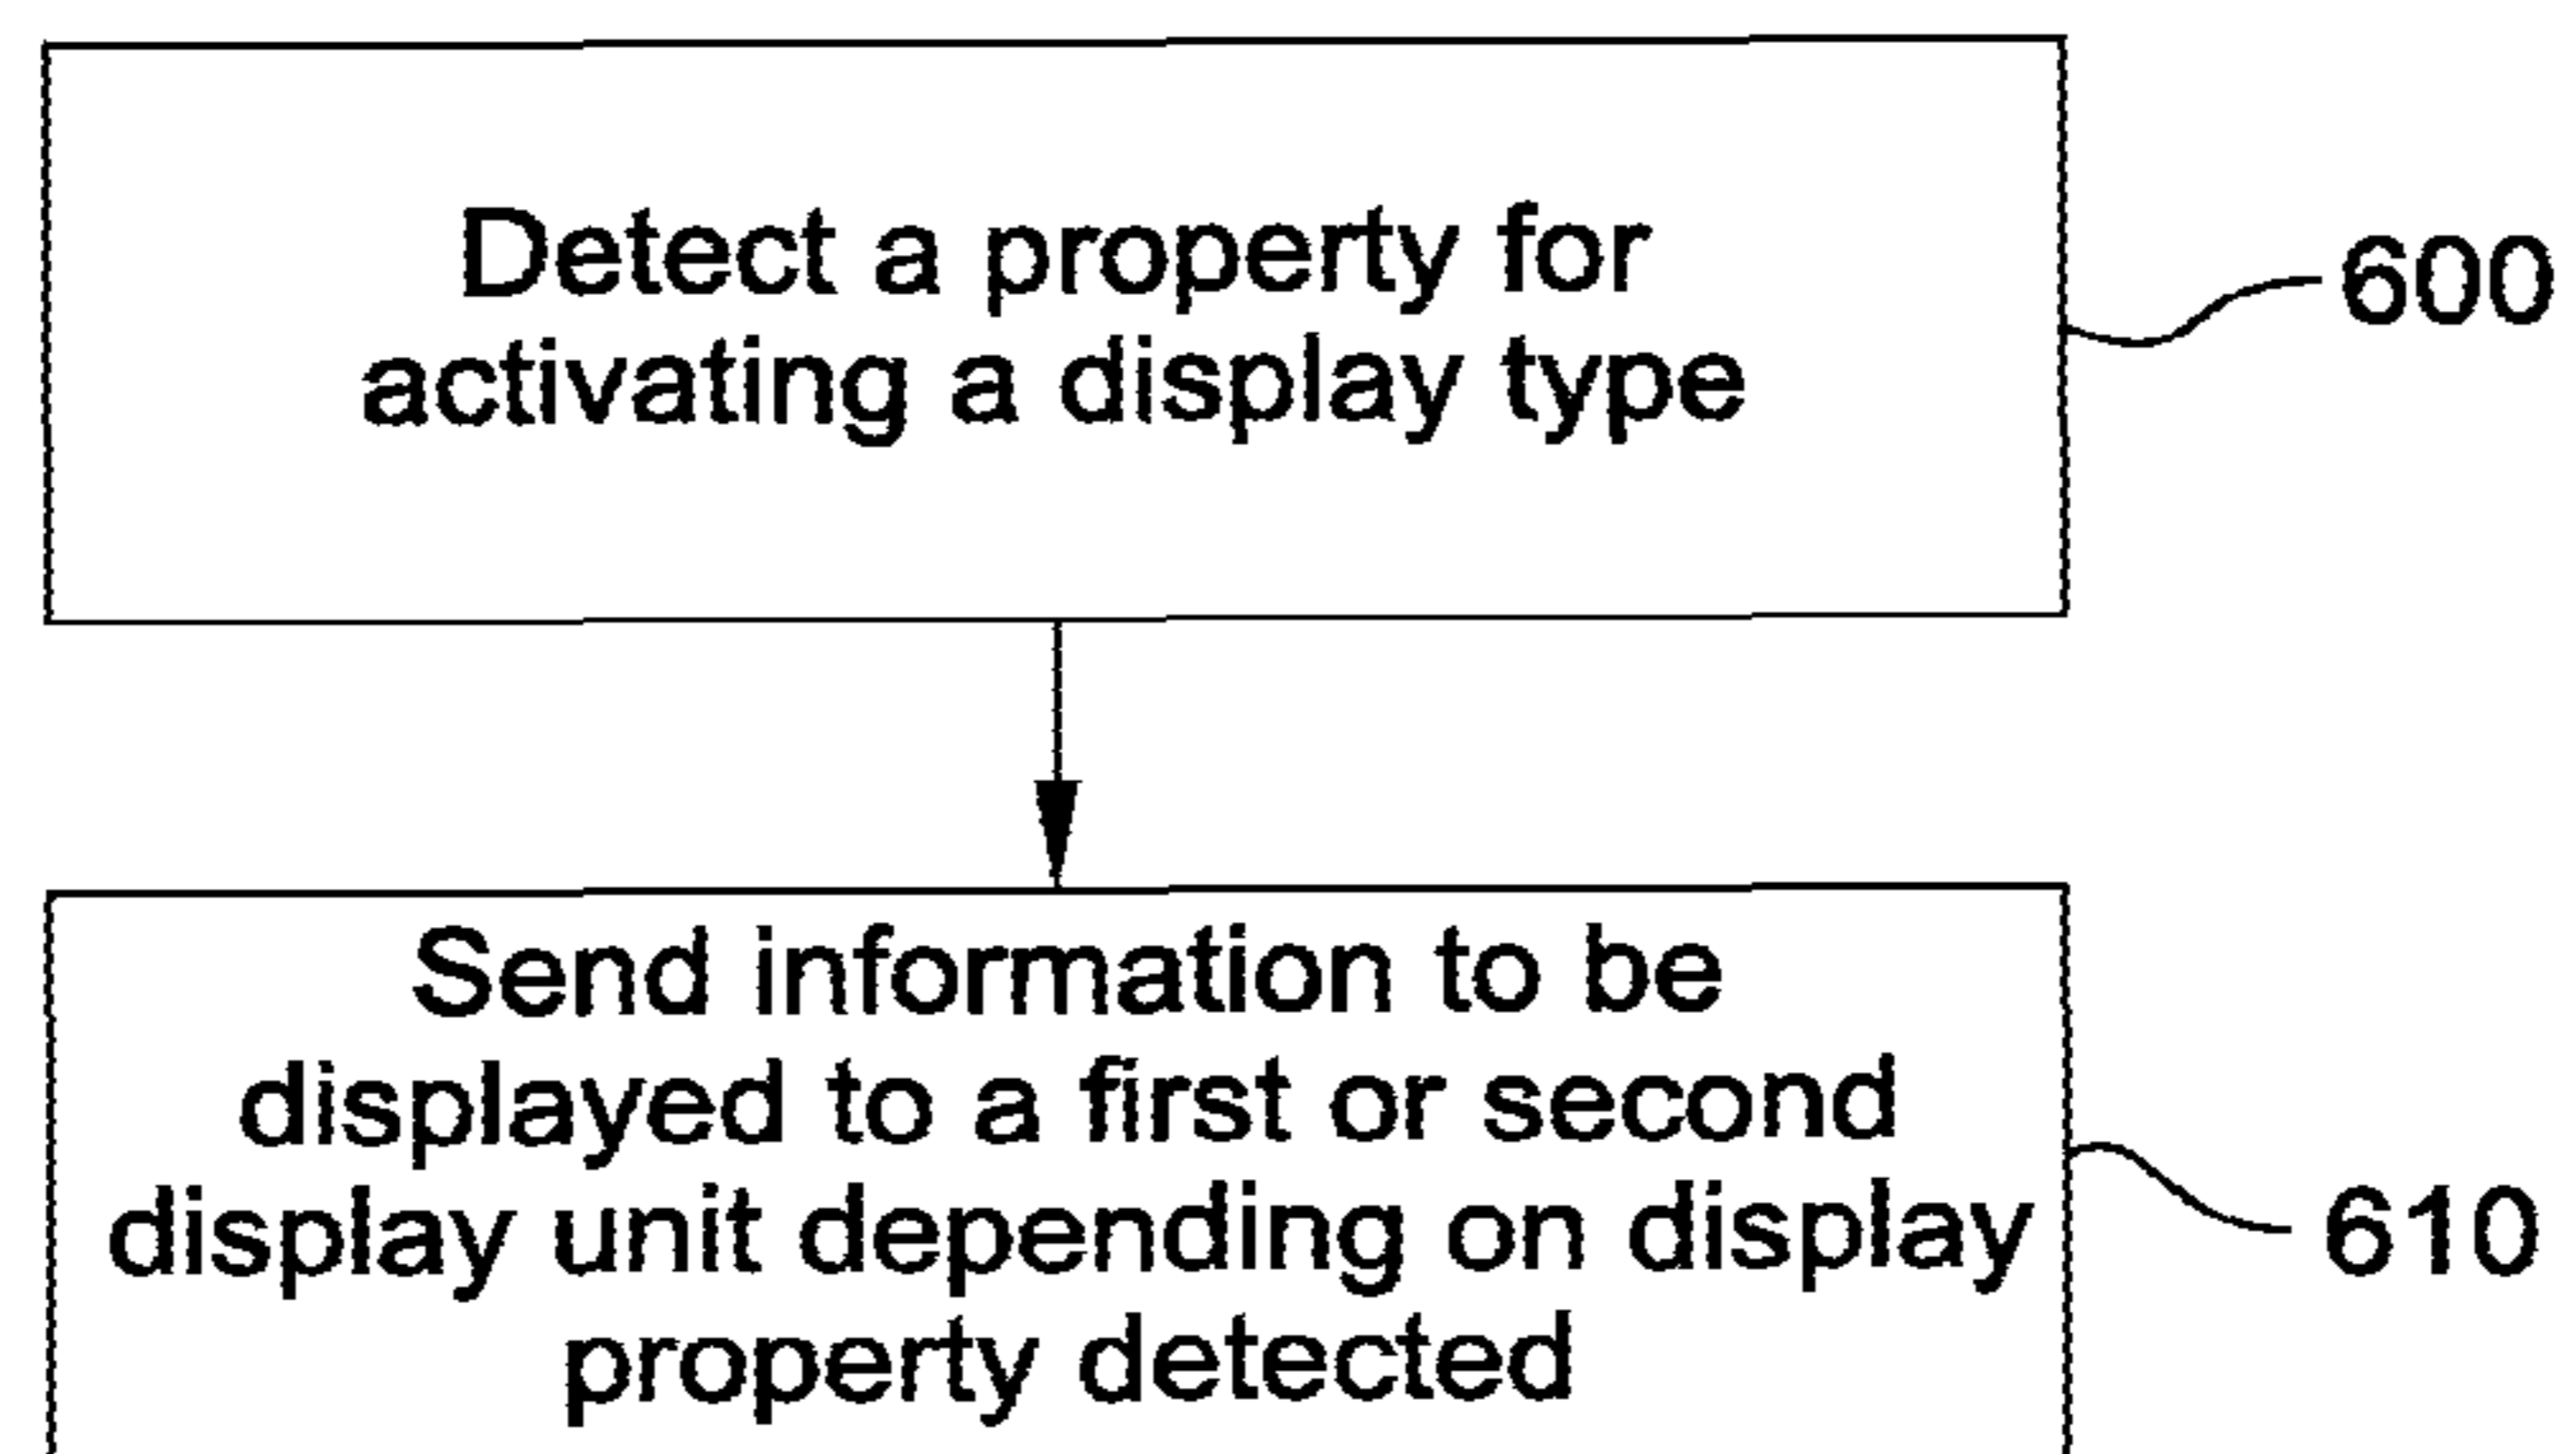 Detect a property for
activating a display type
600
Send information to be
displayed to a first or second
display unit depending on display
property detected
610